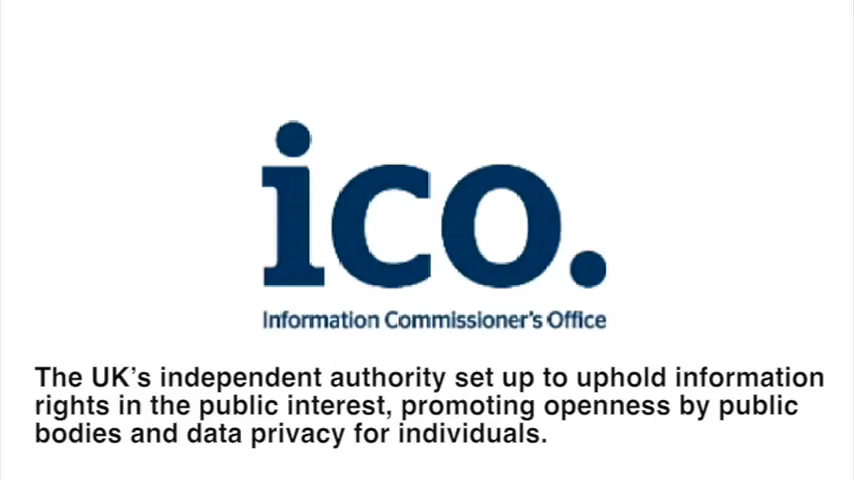 ico.
Information Commissioner's Office
The UK's independent authority set up to uphold information
rights in the public interest, promoting openness by public
bodies and data privacy for individuals.